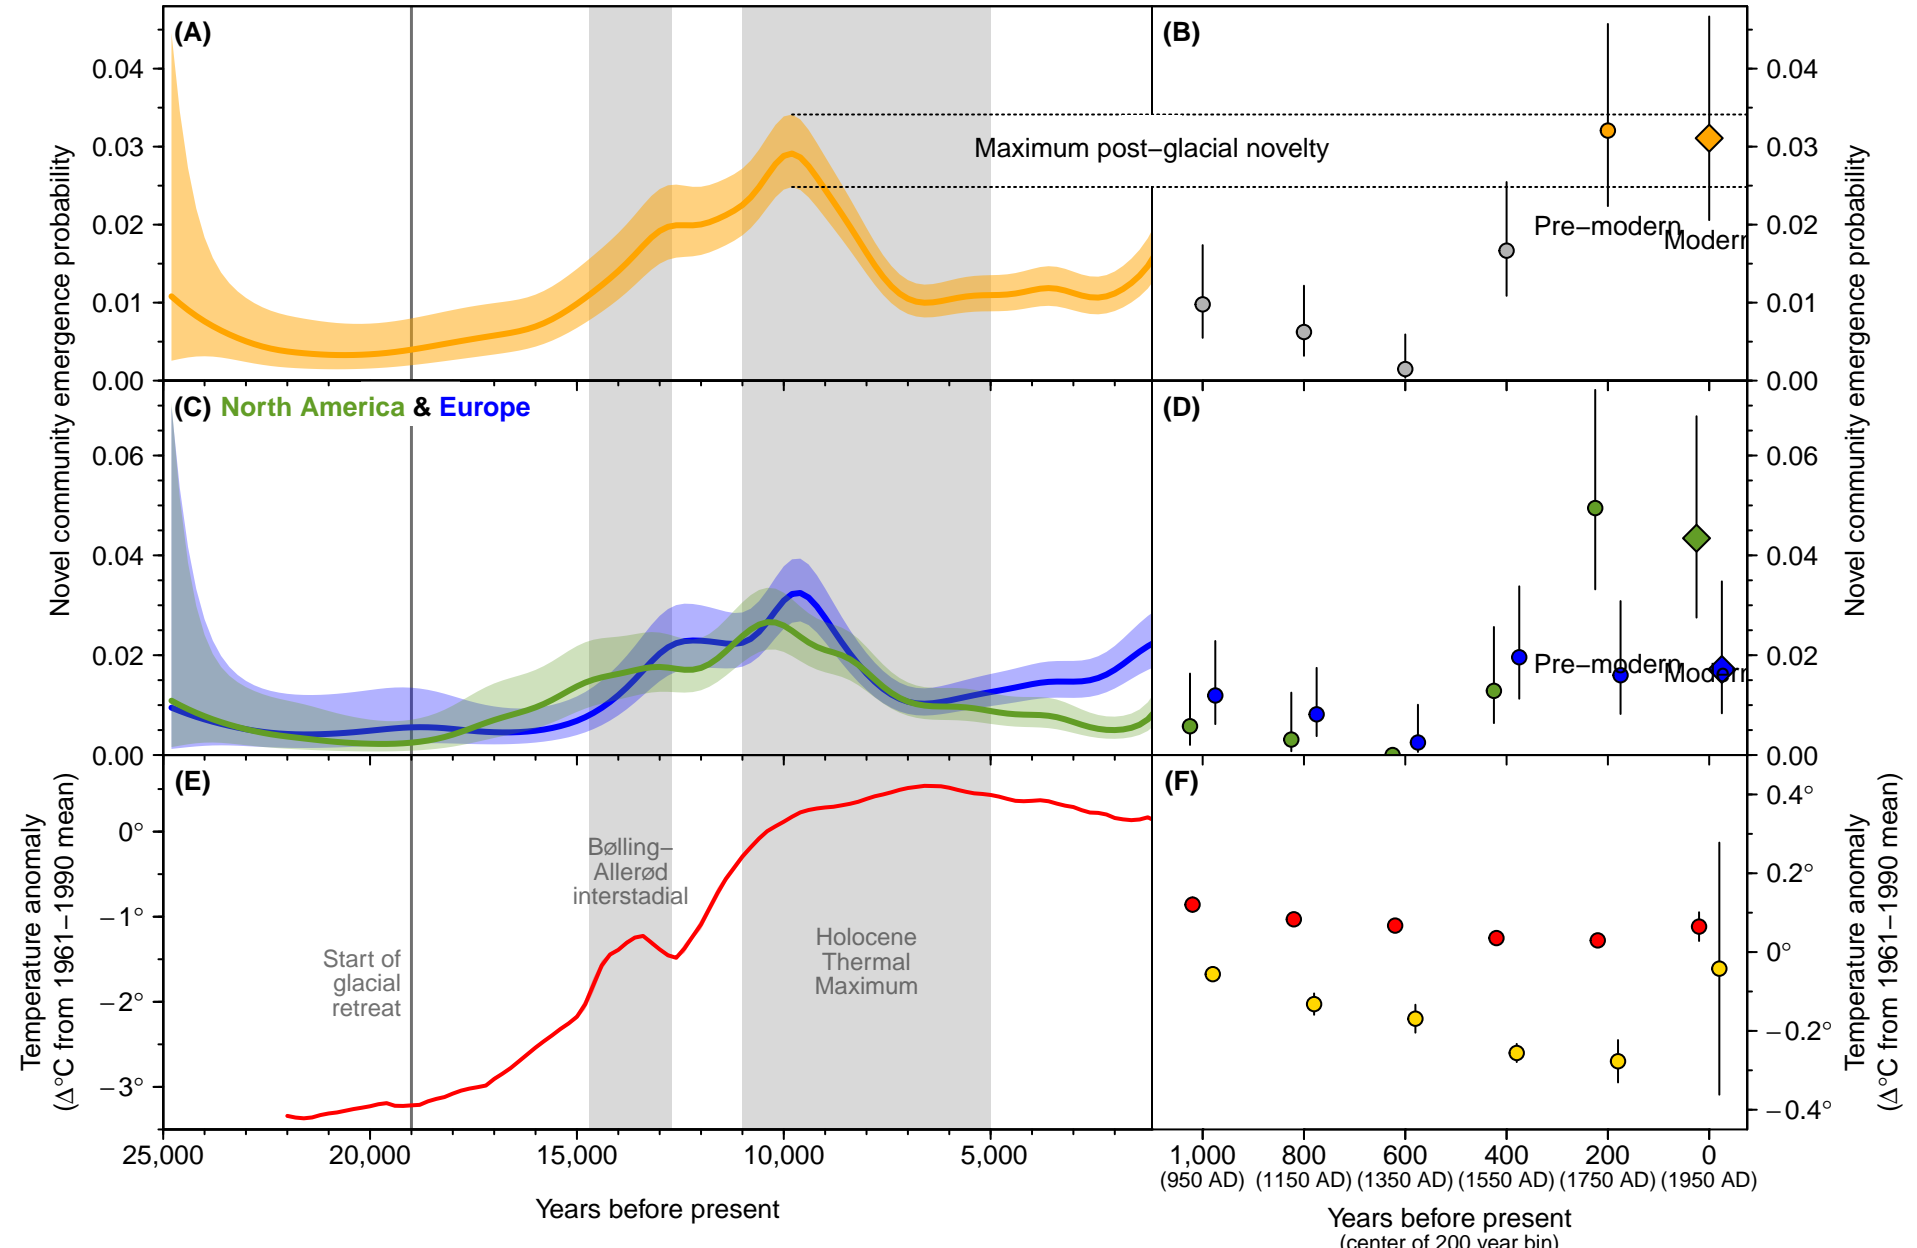 (A)
(B)
0.04
0.03
0.02
0.01
0.00
Novel community emergence probability
Maximum post−glacial novelty
Pre−modern
Modern
0.04
0.03
0.02
0.01
0.00
Novel community emergence probability
(C) North America & Europe
(D)
0.06
0.04
0.02
0.00
Pre−modern
Modern
0.06
0.04
0.02
0.00
(E)
(F)
0°
−1°
−2°
−3°
Temperature anomaly
(Δ°C from 1961−1990 mean)
Start of
glacial
retreat
Bølling−
Allerød
interstadial
Holocene
Thermal
Maximum
0.4°
0.2°
0°
−0.2°
−0.4°
Temperature anomaly
(Δ°C from 1961−1990 mean)
25,000 20,000 15,000 10,000 5,000
Years before present
1,000 800 600 400 200 0
(950 AD) (1150 AD) (1350 AD) (1550 AD) (1750 AD) (1950 AD)
Years before present
(center of 200 year bin)